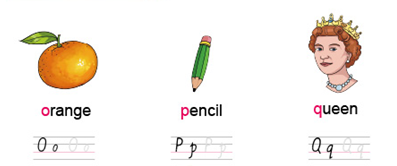 orange
pencil
queen
O o O o
P p P p
Q q Q q